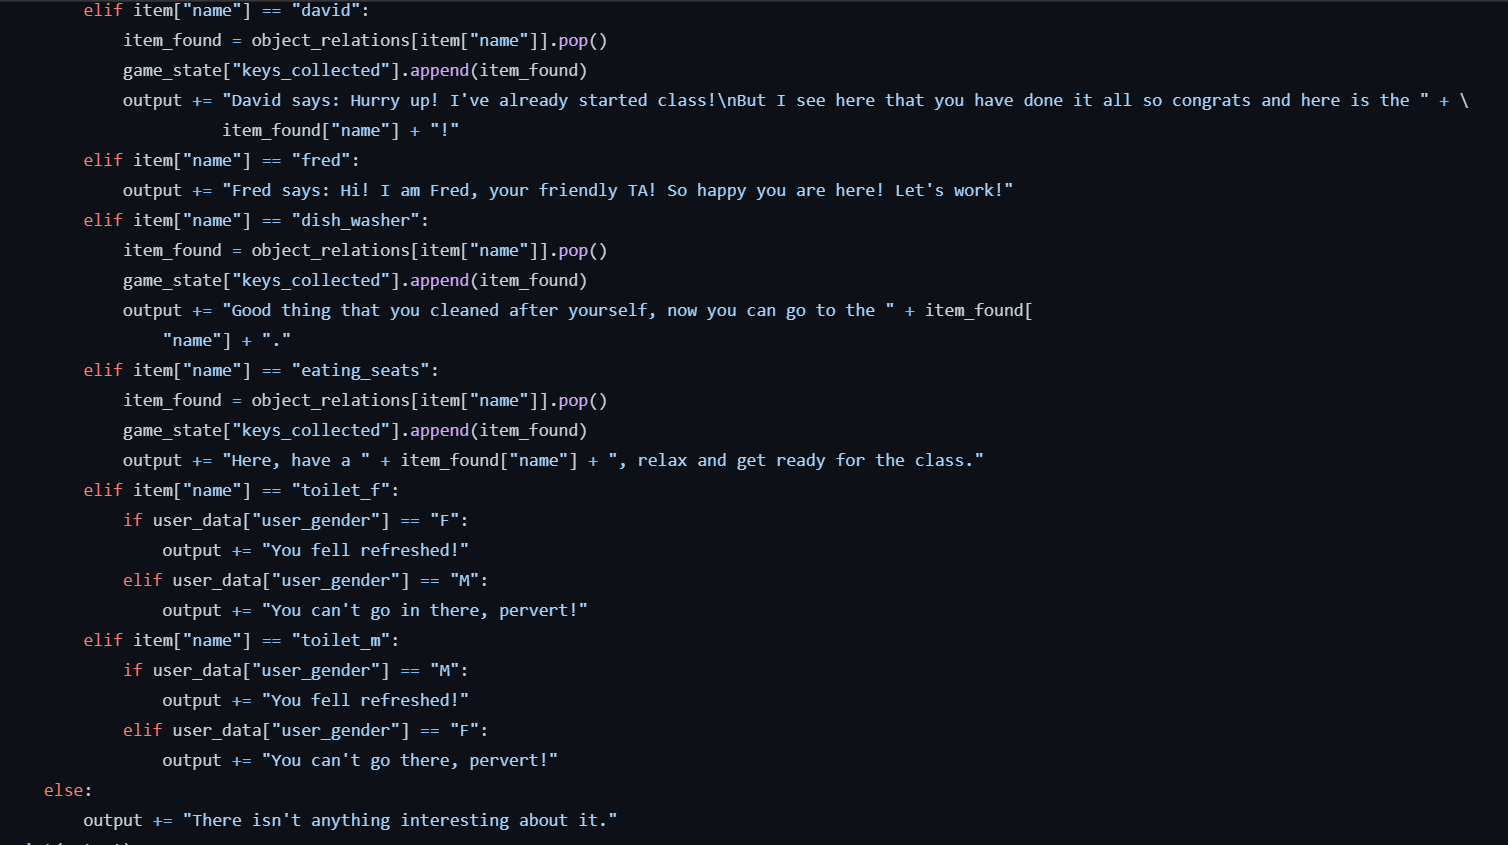 elif item["name"] == "david":
item_found = object_relations[item["name"]].pop()
game_state["keys_collected"].append(item_found)
output += "David says: Hurry up! I've already started class!\nBut I see here that you have done it all so congrats and here is the " + \
item_found["name"] + "!"
elif item["name"] == "fred":
output += "Fred says: Hi! I am Fred, your friendly TA! So happy you are here! Let's work!"
elif item["name"] == "dish_washer":
item_found = object_relations[item["name"]].pop()
game_state["keys_collected"].append(item_found)
output += "Good thing that you cleaned after yourself, now you can go to the " + item_found[
"name"] + "."
elif item["name"] == "eating_seats":
item_found = object_relations[item["name"]].pop()
game_state["keys_collected"].append(item_found)
output += "Here, have a " + item_found["name"] + ", relax and get ready for the class."
elif item["name"] == "toilet_f":
if user_data["user_gender"] == "F":
output += "You fell refreshed!"
elif user_data["user_gender"] == "M":
output += "You can't go in there, pervert!"
elif item["name"] == "toilet_m":
if user_data["user_gender"] == "M":
output += "You fell refreshed!"
elif user_data["user_gender"] == "F":
output += "You can't go there, pervert!"
else:
output += "There isn't anything interesting about it."